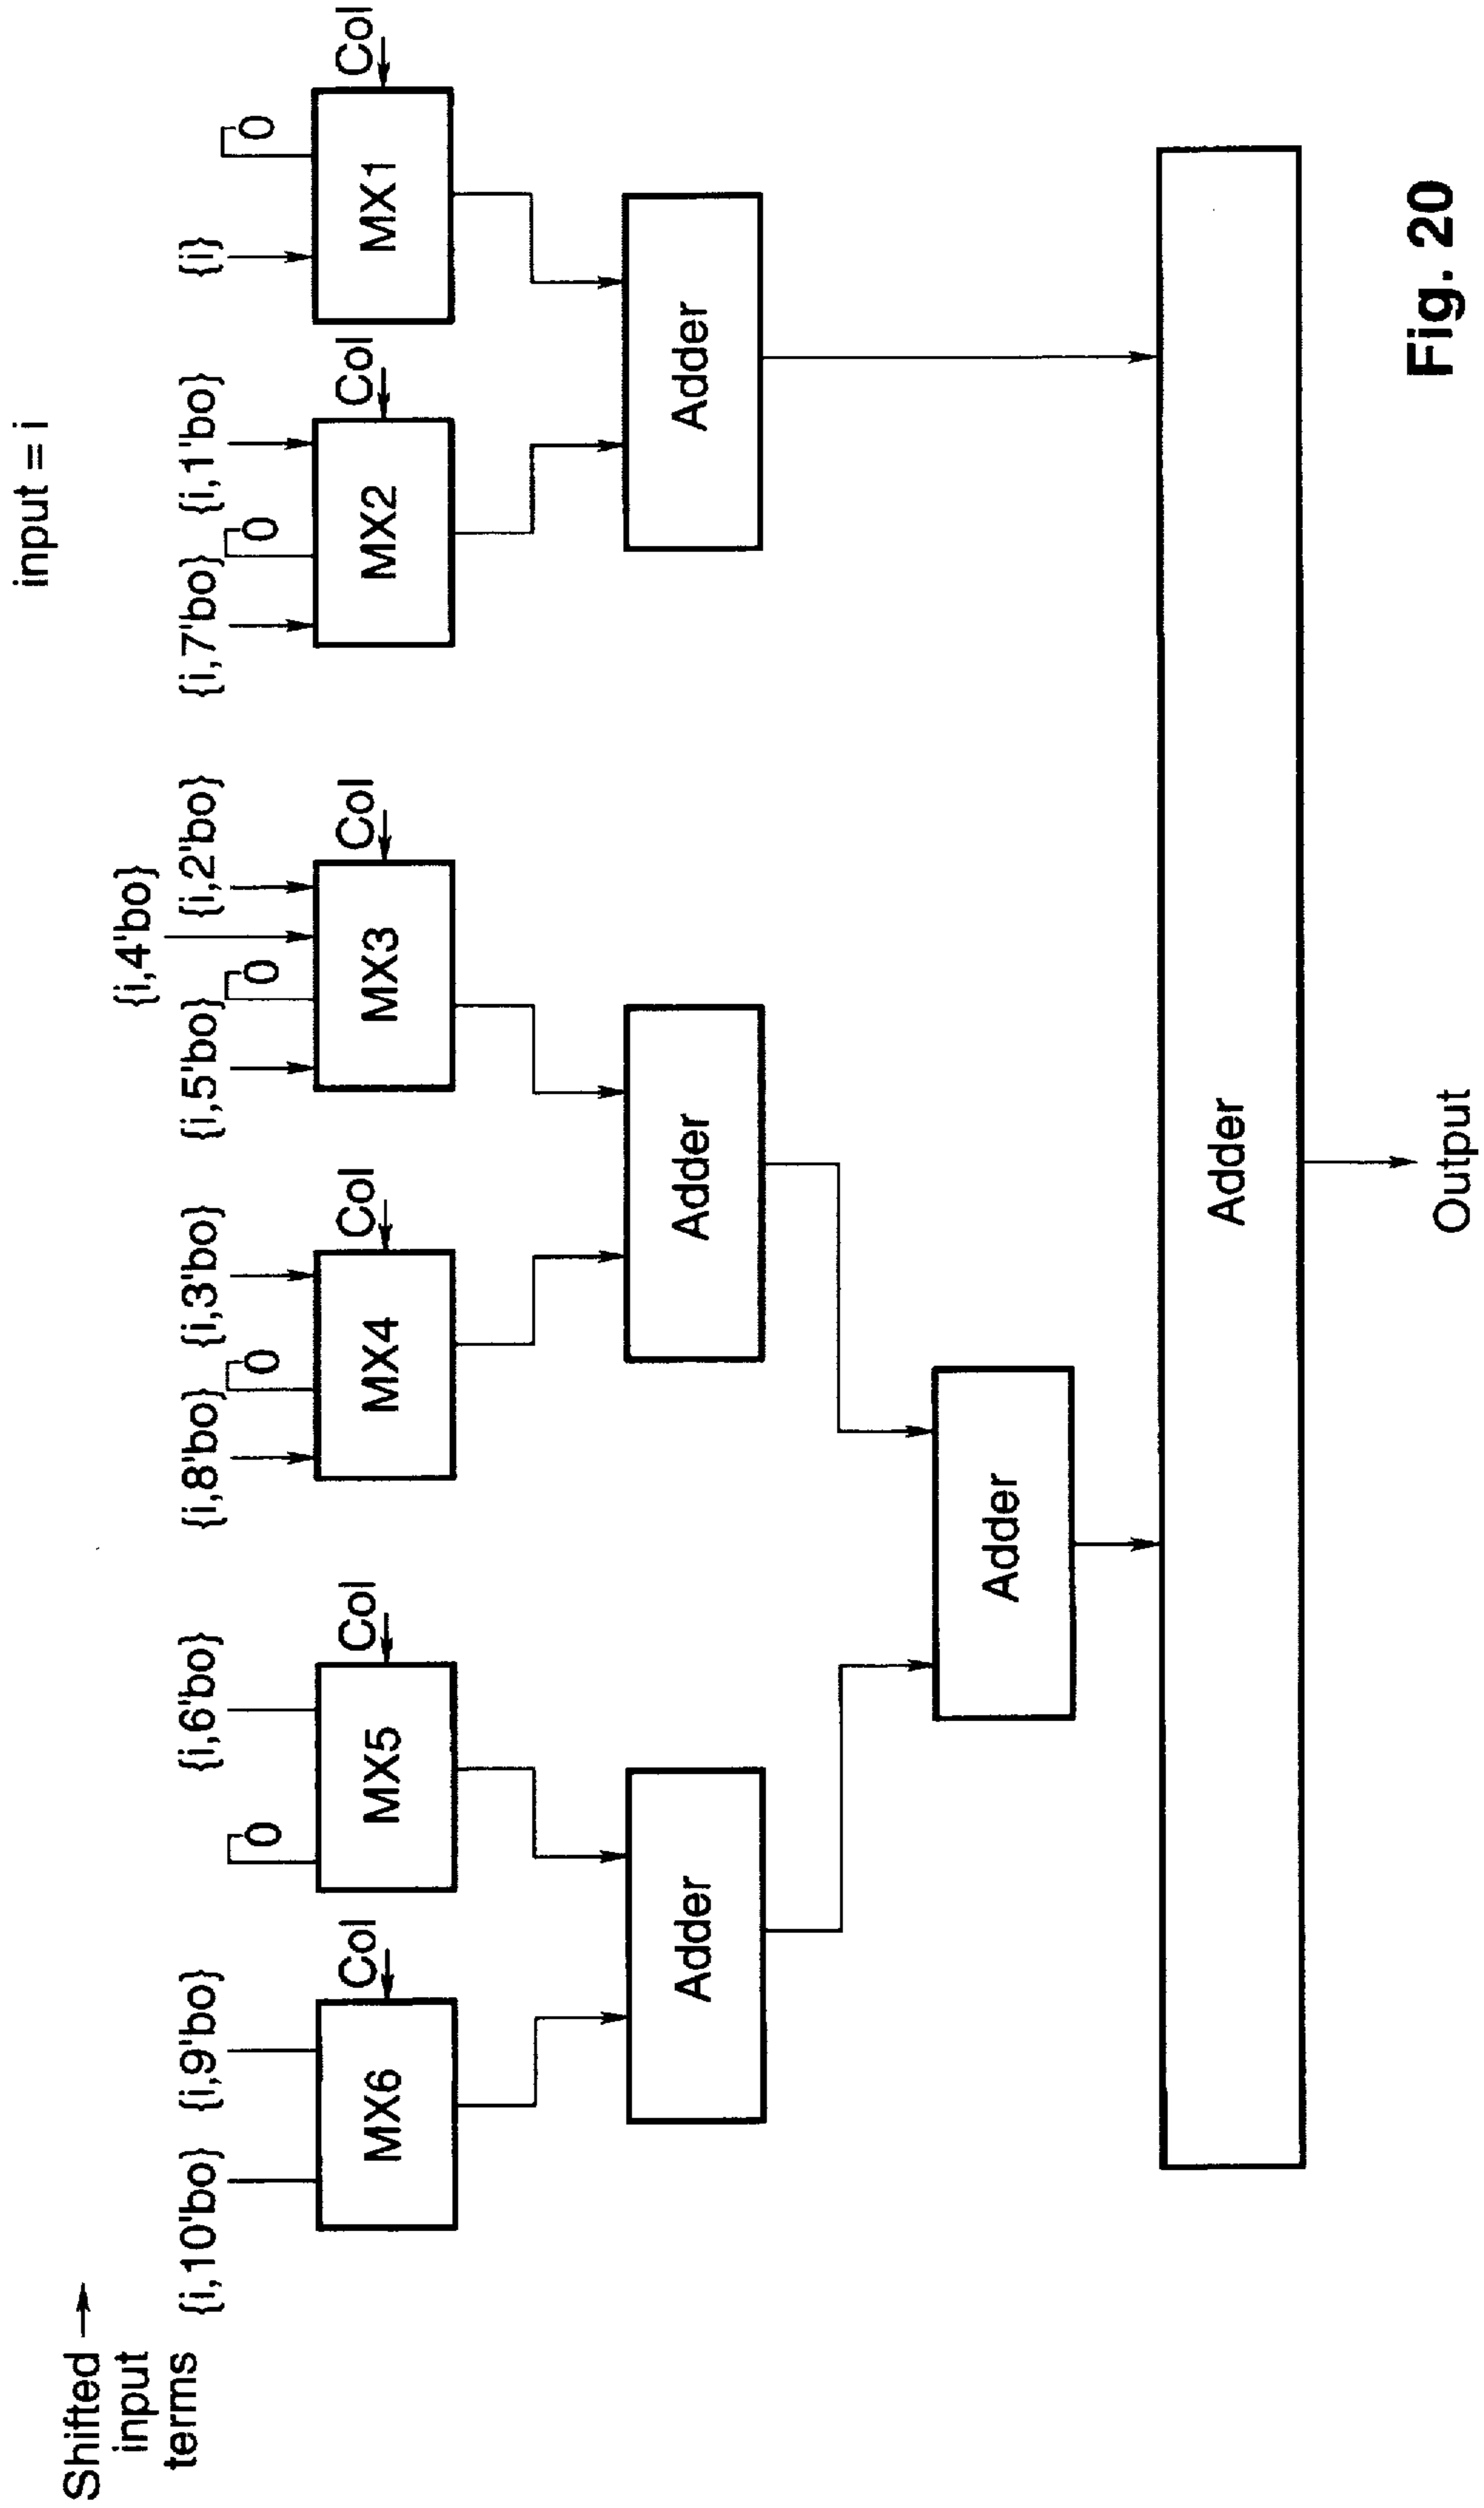 input = i
Shifted
input
terms
{i,4'bo}
{i,10'bo} {i,9'bo} {i,6'bo} {i,8'bo} {i,3'bo} {i,5'bo} {i,2'bo} {i,7'bo} {i,1'bo} {i}
0 0 0 0 0
Col Col Col Col Col Col
MX6 MX5 MX4 MX3 MX2 MX1
Adder Adder Adder
Adder
Adder
Output
Fig. 20